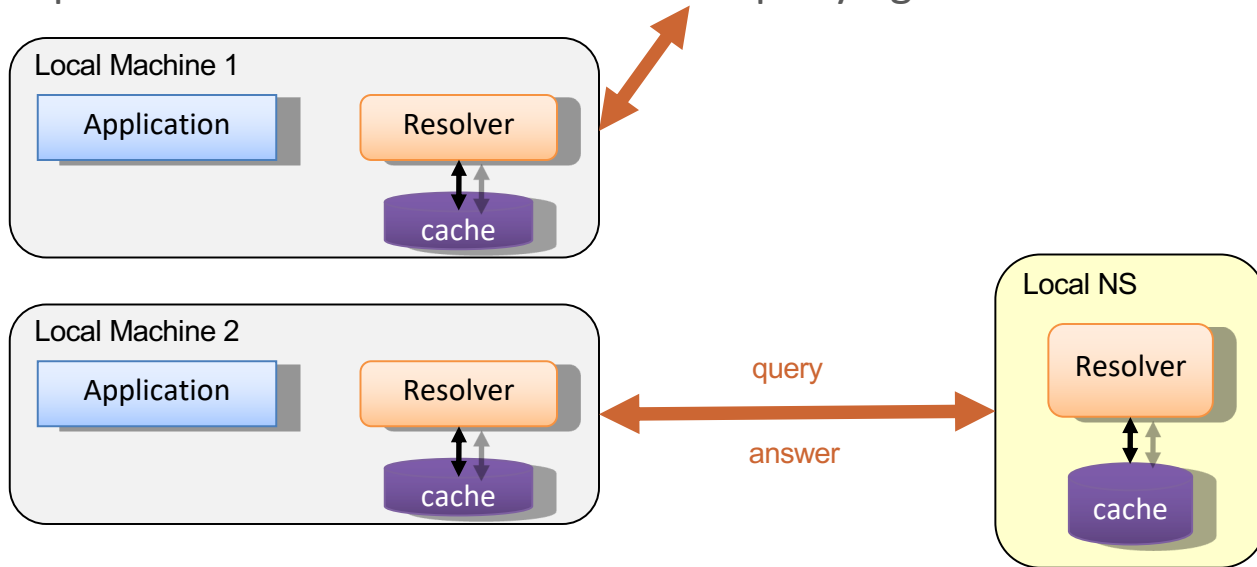 Local Machine 1
Application
Resolver
cache
Local NS
Local Machine 2
Application
Resolver
query
Resolver
answer
cache
cache